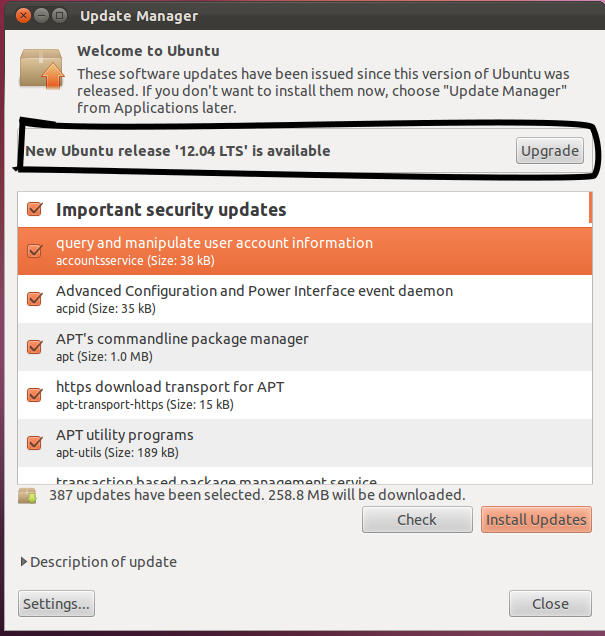 Update Manager
Welcome to Ubuntu
These software updates have been issued since this version of Ubuntu was
released. If you don't want to install them now, choose "Update Manager"
from Applications later.
New Ubuntu release '12.04 LTS' is available
Upgrade
Important security updates
query and manipulate user account information
accountsservice (Size: 38 kB)
Advanced Configuration and Power Interface event daemon
acpid (Size: 35 kB)
APT's commandline package manager
apt (Size: 1.0 MB)
https download transport for APT
apt-transport-https (Size: 15 kB)
APT utility programs
apt-utils (Size: 189 kB)
transaction based package management service
387 updates have been selected. 258.8 MB will be downloaded.
Check
Install Updates
Description of update
Settings...
Close